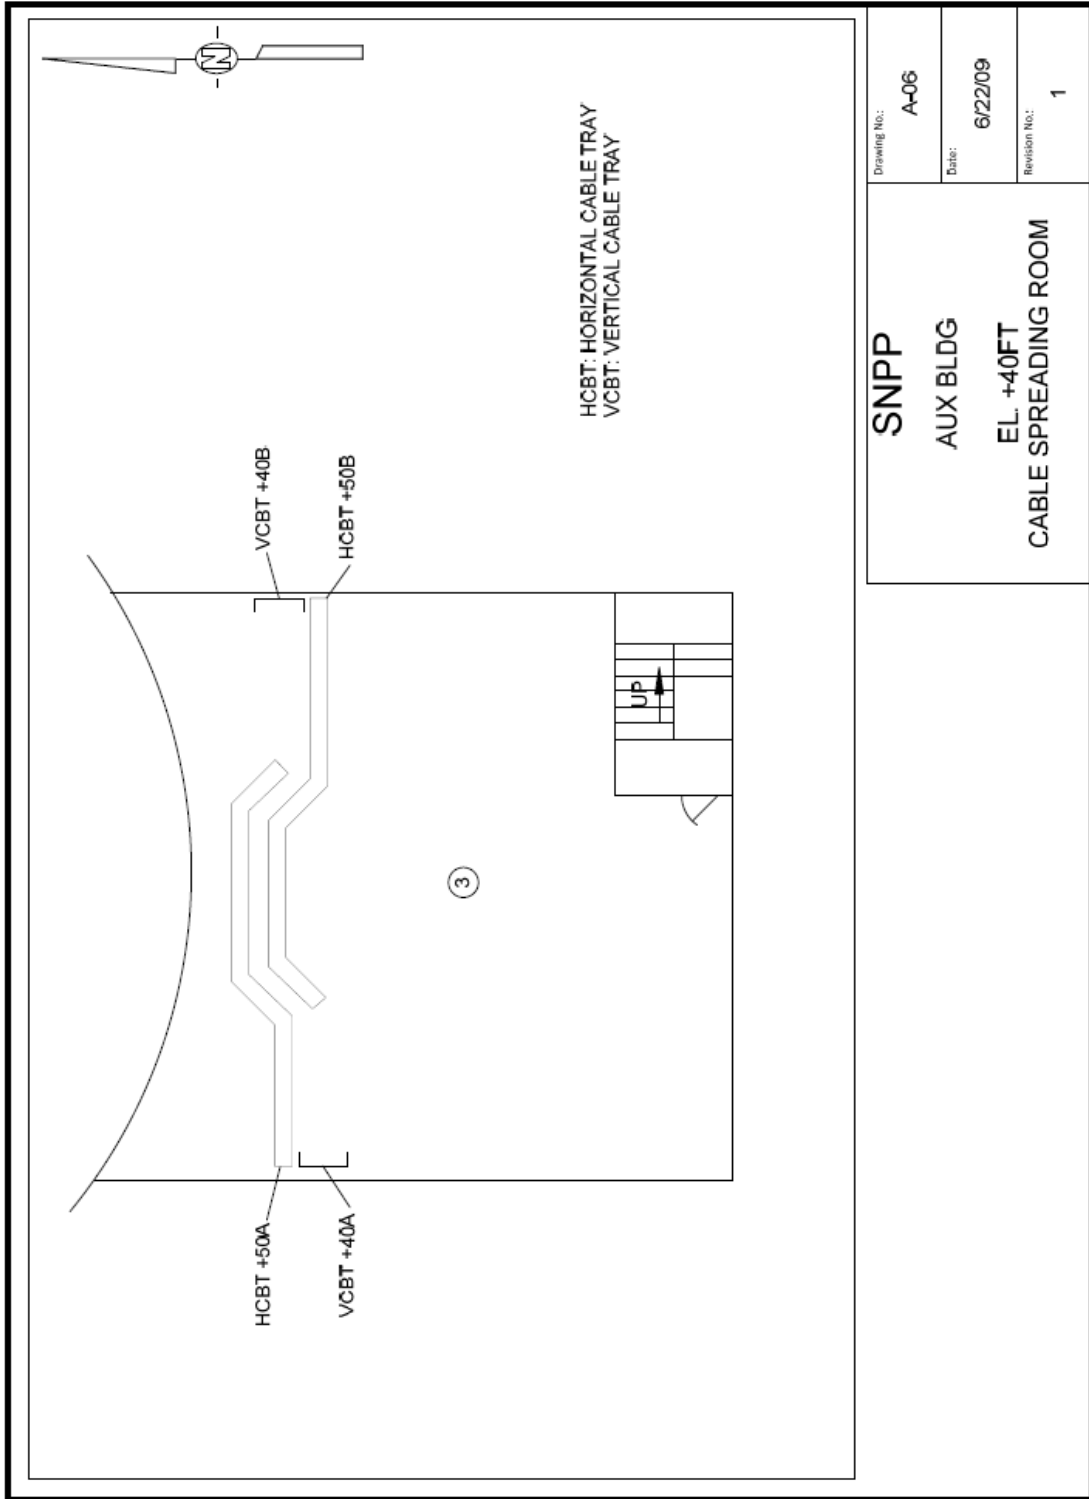 N
HCBT: HORIZONTAL CABLE TRAY
VCBT: VERTICAL CABLE TRAY
VCBT +40B
HCBT +50B
UP
3
HCBT +50A
VCBT +40A
SNPP
AUX BLDG
EL. +40FT
CABLE SPREADING ROOM
Drawing No.:
A-06
Date:
6/22/09
Revision No.:
1